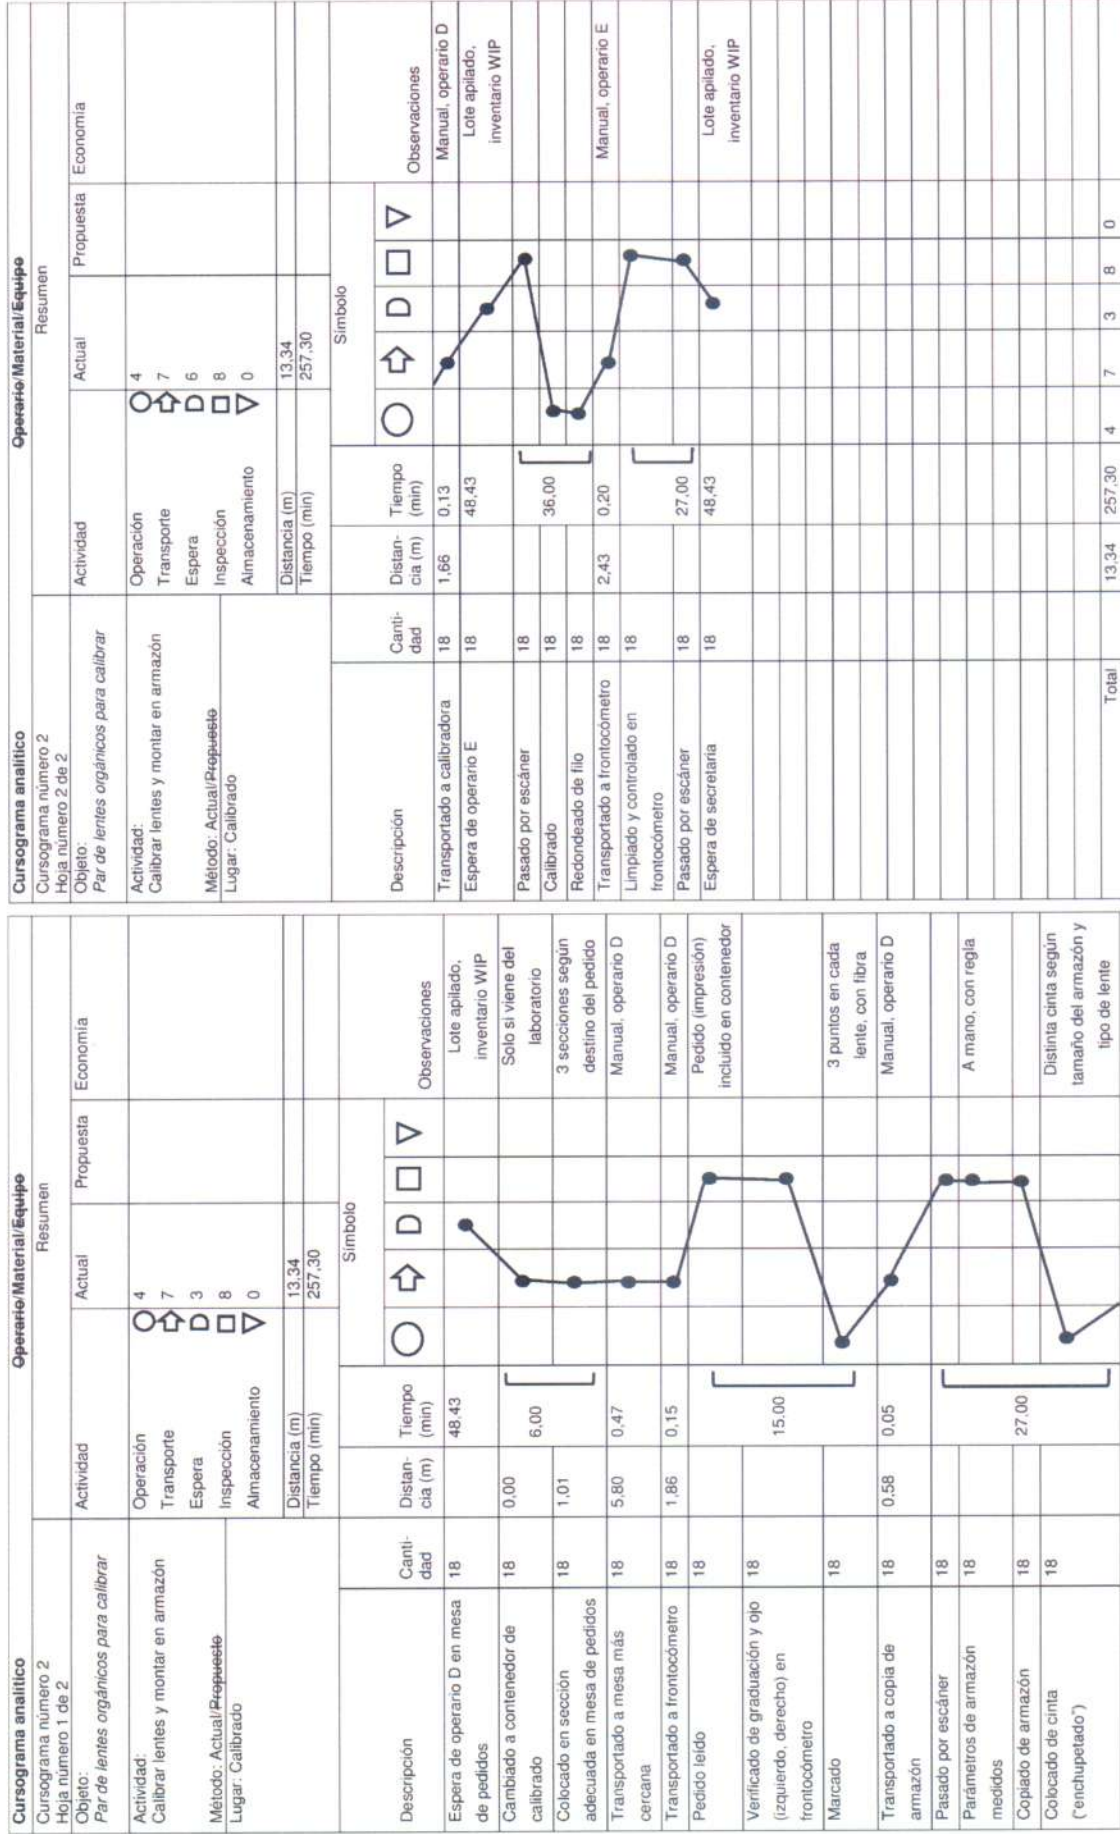 Cursograma analítico
Operario/Material/Equipo
Cursograma número 2
Hoja número 1 de 2
Resumen
Objeto:
Par de lentes orgánicos para calibrar
Actividad
Actual
Propuesta
Economía
Actividad:
Calibrar lentes y montar en armazón
Método: Actual/Propuesto
Lugar: Calibrado
Operación 4
Transporte 7
Espera 3
Inspección 8
Almacenamiento 0
Distancia (m) 13,34
Tiempo (min) 257,30
Símbolo
Descripción
Canti-
dad
Distan-
cia (m)
Tiempo
(min)
Observaciones
Espera de operario D en mesa 18 48.43 Lote apilado,
de pedidos inventario WIP
Cambiado a contenedor de 18 0,00 Solo si viene del
calibrado 6,00 laboratorio
Colocado en sección 18 1,01 3 secciones según
adecuada en mesa de pedidos destino del pedido
Transportado a mesa más 18 5,80 0,47 Manual, operario D
cercana
Transportado a frontocómetro 18 1,86 0,15 Manual, operario D
Pedido leído 18 Pedido (impresión)
incluido en contenedor
Verificado de graduación y ojo 18
(izquierdo, derecho) en 15.00
frontocómetro
Marcado 18 3 puntos en cada
lente, con fibra
Transportado a copia de 18 0,58 0,05 Manual, operario D
armazón
Pasado por escáner 18
Parámetros de armazón 18 A mano, con regla
medidos
Copiado de armazón 18 27,00
Colocado de cinta 18 Distinta cinta según
("enchupetado") tamaño del armazón y
tipo de lente
Cursograma analítico
Operario/Material/Equipo
Cursograma número 2
Hoja número 2 de 2
Resumen
Objeto:
Par de lentes orgánicos para calibrar
Actividad
Actual
Propuesta
Economía
Actividad:
Calibrar lentes y montar en armazón
Método: Actual/Propuesto
Lugar: Calibrado
Operación 4
Transporte 7
Espera 6
Inspección 8
Almacenamiento 0
Distancia (m) 13,34
Tiempo (min) 257,30
Símbolo
Descripción
Canti-
dad
Distan-
cia (m)
Tiempo
(min)
Observaciones
Transportado a calibradora 18 1,66 0,13 Manual, operario D
Espera de operario E 18 48,43 Lote apilado,
inventario WIP
Pasado por escáner 18
Calibrado 18 36,00
Redondeado de filo 18
Transportado a frontocómetro 18 2,43 0,20 Manual, operario E
Limpiado y controlado en 18
frontocómetro
Pasado por escáner 18 27,00
Espera de secretaria 18 48,43 Lote apilado,
inventario WIP
Total 13,34 257,30 4 7 3 8 0